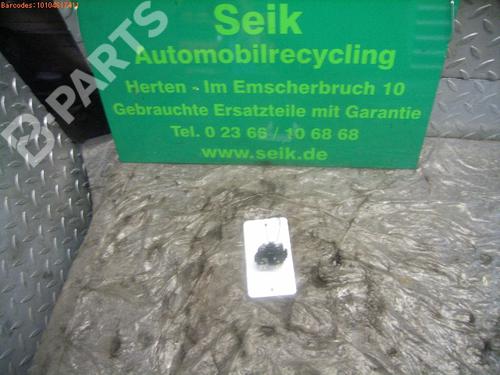 Barcodes:10104517411
Seik
Automobilrecycling
Herten - Im Emscherbruch 10
Gebrauchte Ersatzteile mit Garantie
Tel. 0 23 66 / 10 68 68
www.seik.de
B-PARTS